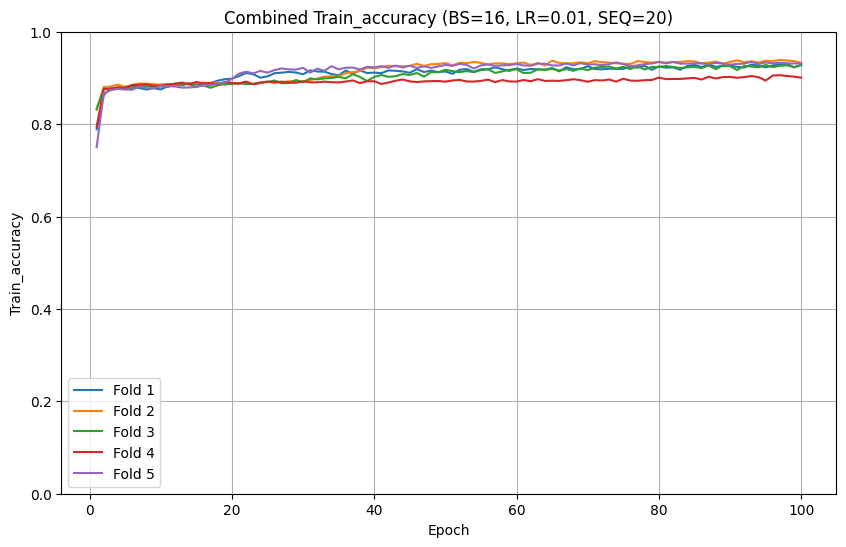 Combined Train_accuracy (BS=16, LR=0.01, SEQ=20)
Train_accuracy
1.0
0.8
0.6
0.4
0.2
0.0
Fold 1
Fold 2
Fold 3
Fold 4
Fold 5
0 20 40 60 80 100
Epoch